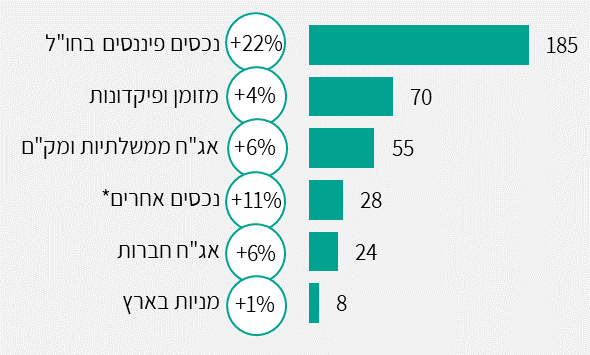 נכסים פיננסים בחו"ל +22% 185
מזומן ופיקדונות +4% 70
אג"ח ממשלתיות ומק"ם +6% 55
נכסים אחרים* +11% 28
אג"ח חברות +6% 24
מניות בארץ +1% 8